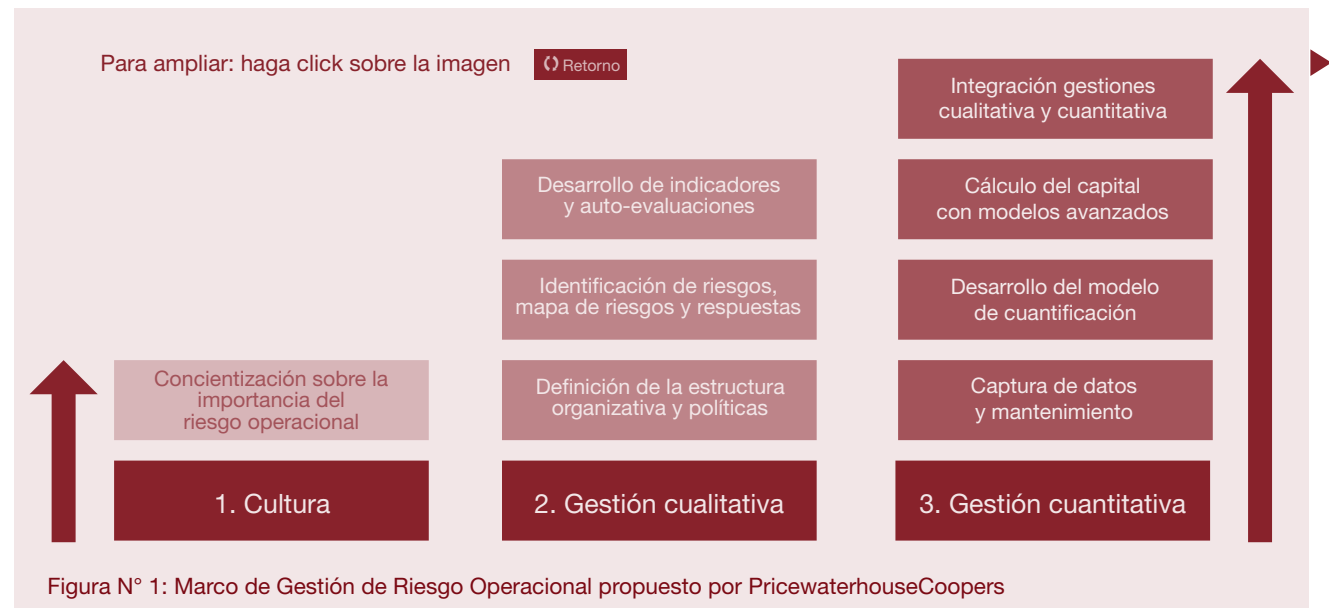 Para ampliar: haga click sobre la imagen
Retorno
Concientización sobre la
importancia del
riesgo operacional
1. Cultura
Desarrollo de indicadores
y auto-evaluaciones
Identificación de riesgos,
mapa de riesgos y respuestas
Definición de la estructura
organizativa y políticas
2. Gestión cualitativa
Integración gestiones
cualitativa y cuantitativa
Cálculo del capital
con modelos avanzados
Desarrollo del modelo
de cuantificación
Captura de datos
y mantenimiento
3. Gestión cuantitativa
Figura N° 1: Marco de Gestión de Riesgo Operacional propuesto por PricewaterhouseCoopers